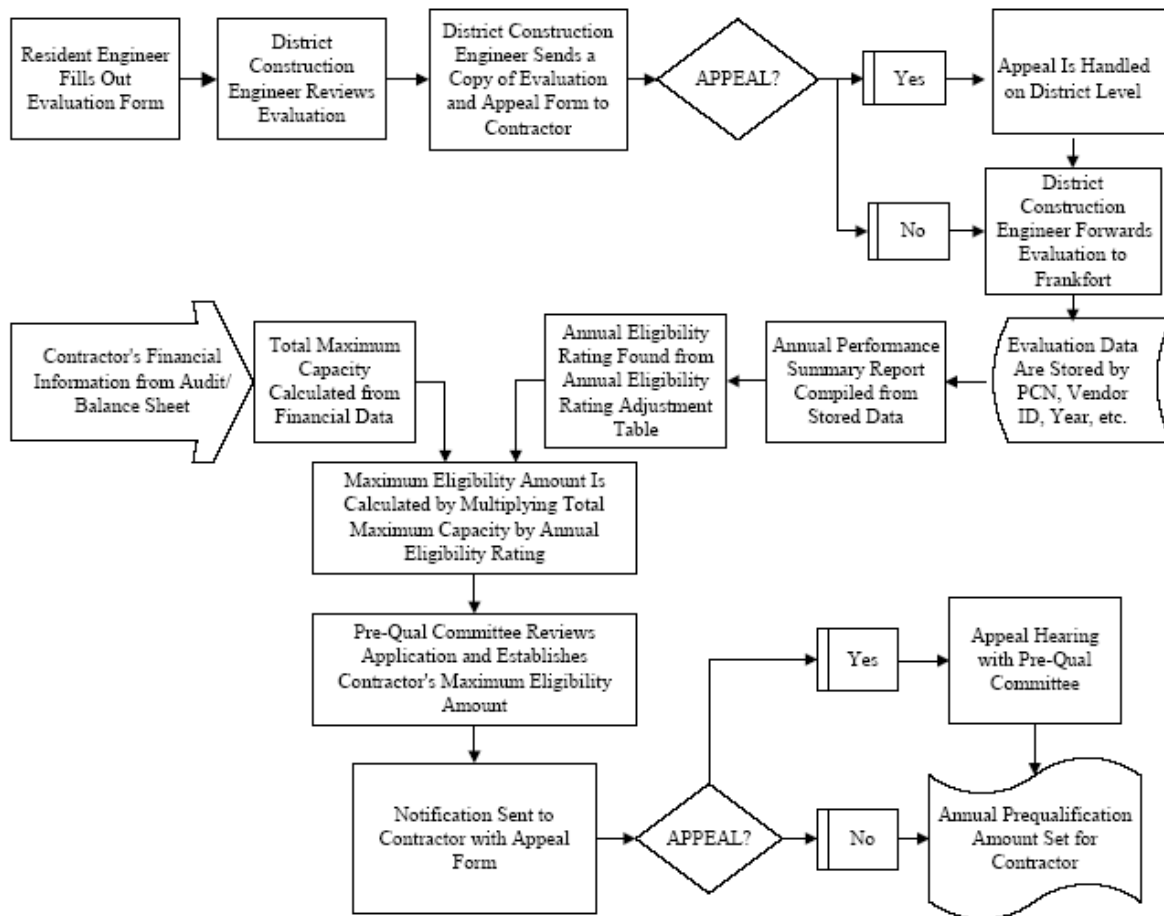 Resident Engineer
Fills Out
Evaluation Form
District
Construction
Engineer Reviews
Evaluation
District Construction
Engineer Sends a
Copy of Evaluation
and Appeal Form to
Contractor
APPEAL?
Yes
Appeal Is Handled
on District Level
No
District
Construction
Engineer Forwards
Evaluation to
Frankfort
Contractor's Financial
Information from Audit/
Balance Sheet
Total Maximum
Capacity
Calculated from
Financial Data
Annual Eligibility
Rating Found from
Annual Eligibility
Rating Adjustment
Table
Annual Performance
Summary Report
Compiled from
Stored Data
Evaluation Data
Are Stored by
PCN, Vendor
ID, Year, etc.
Maximum Eligibility Amount Is
Calculated by Multiplying Total
Maximum Capacity by Annual
Eligibility Rating
Pre-Qual Committee Reviews
Application and Establishes
Contractor's Maximum Eligibility
Amount
Yes
Appeal Hearing
with Pre-Qual
Committee
Notification Sent to
Contractor with Appeal
Form
APPEAL?
No
Annual Prequalification
Amount Set for
Contractor